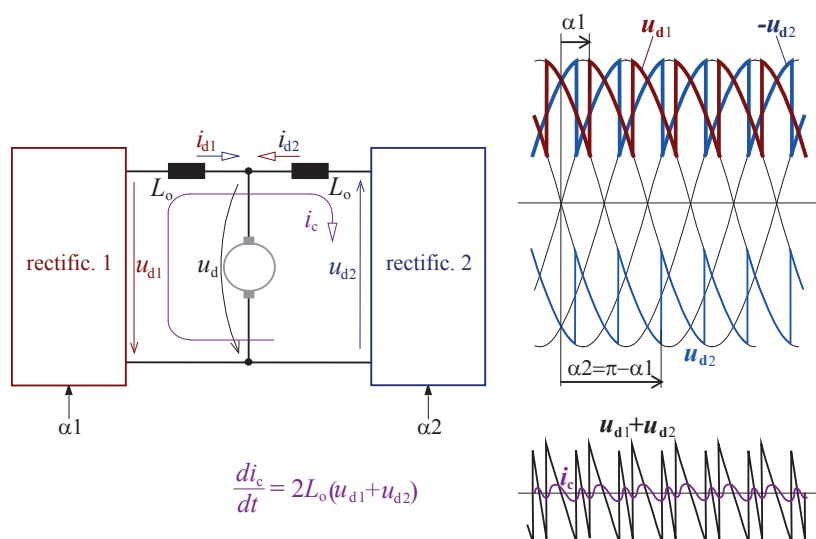 rectific. 1
u_d1
α1
L_o
i_d1
i_d2
L_o
i_c
u_d
u_d2
rectific. 2
α2
di_c/dt = 2L_o(u_d1+u_d2)
α1
u_d1
-u_d2
u_d2
α2=π−α1
u_d1+u_d2
i_c